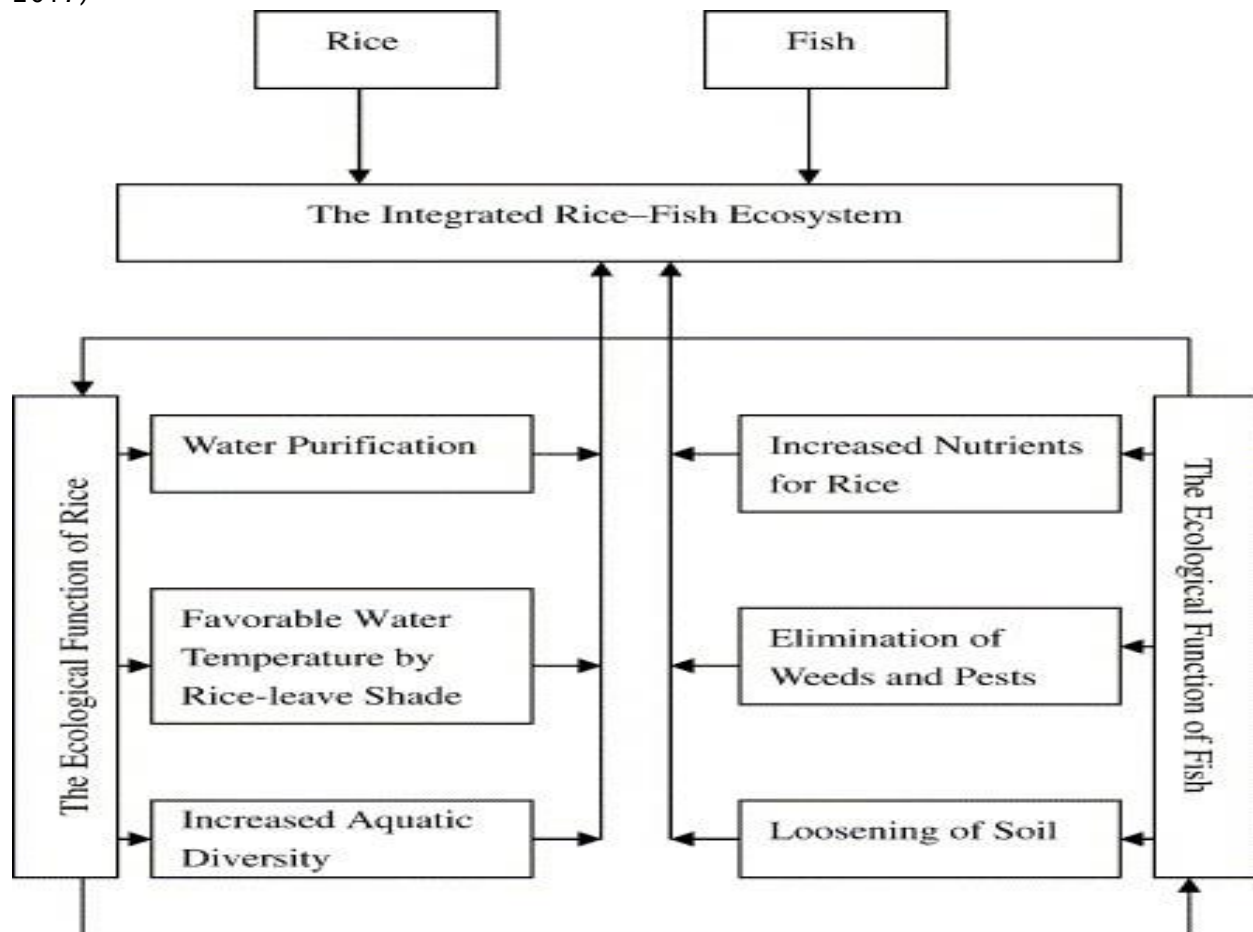 Rice
Fish
The Integrated Rice–Fish Ecosystem
The Ecological Function of Rice
Water Purification
Favorable Water
Temperature by
Rice-leave Shade
Increased Aquatic
Diversity
Increased Nutrients
for Rice
Elimination of
Weeds and Pests
Loosening of Soil
The Ecological Function of Fish